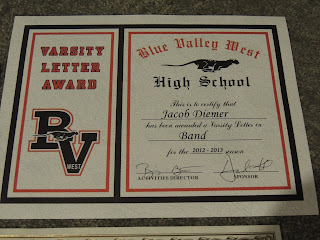 VARSITY
LETTER
AWARD
BV
WEST
Blue Valley West
High School
This is to certify that
Jacob Diemer
has been awarded a Varsity Letter in
Band
for the 2012 - 2013 season
ACTIVITIES DIRECTOR
SPONSOR